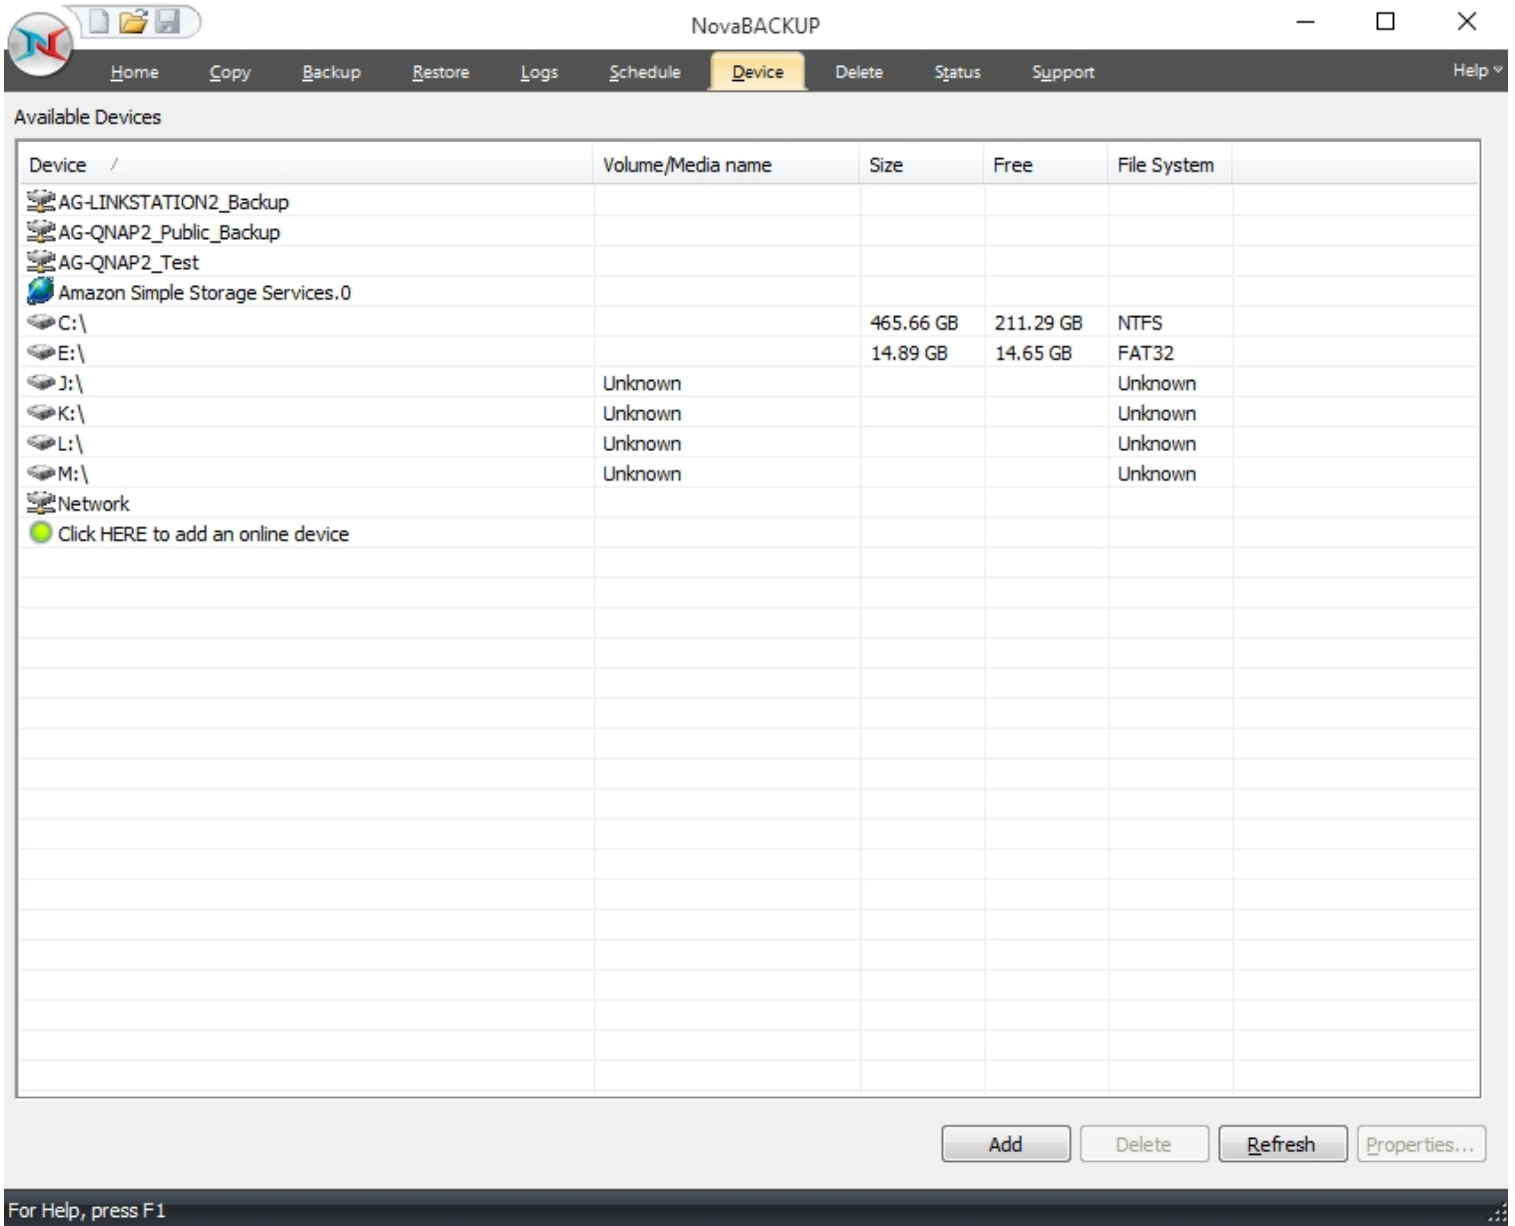 NovaBACKUP
Home Copy Backup Restore Logs Schedule Device Delete Status Support Help
Available Devices
Device Volume/Media name Size Free File System
AG-LINKSTATION2_Backup
AG-QNAP2_Public_Backup
AG-QNAP2_Test
Amazon Simple Storage Services.0
C:\ 465.66 GB 211.29 GB NTFS
E:\ 14.89 GB 14.65 GB FAT32
J:\ Unknown Unknown
K:\ Unknown Unknown
L:\ Unknown Unknown
M:\ Unknown Unknown
Network
Click HERE to add an online device
Add Delete Refresh Properties...
For Help, press F1